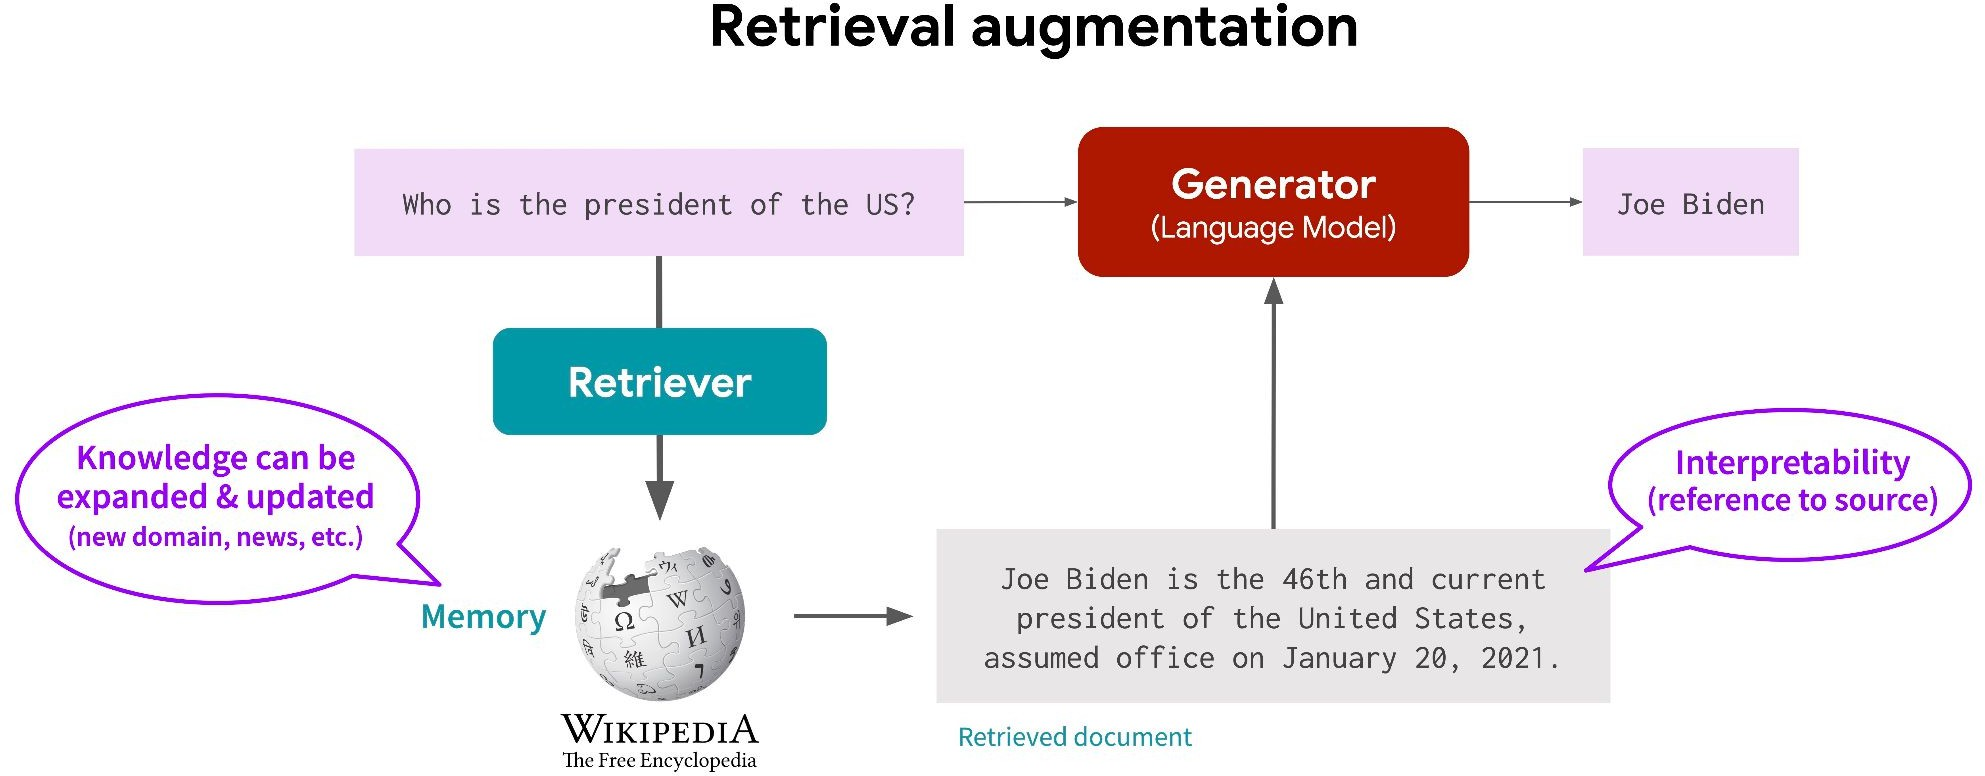 Retrieval augmentation
Who is the president of the US?
Generator
(Language Model)
Joe Biden
Retriever
Knowledge can be
expanded & updated
(new domain, news, etc.)
Memory
Ω
W
И
維
WIKIPEDIA
The Free Encyclopedia
Joe Biden is the 46th and current
president of the United States,
assumed office on January 20, 2021.
Retrieved document
Interpretability
(reference to source)